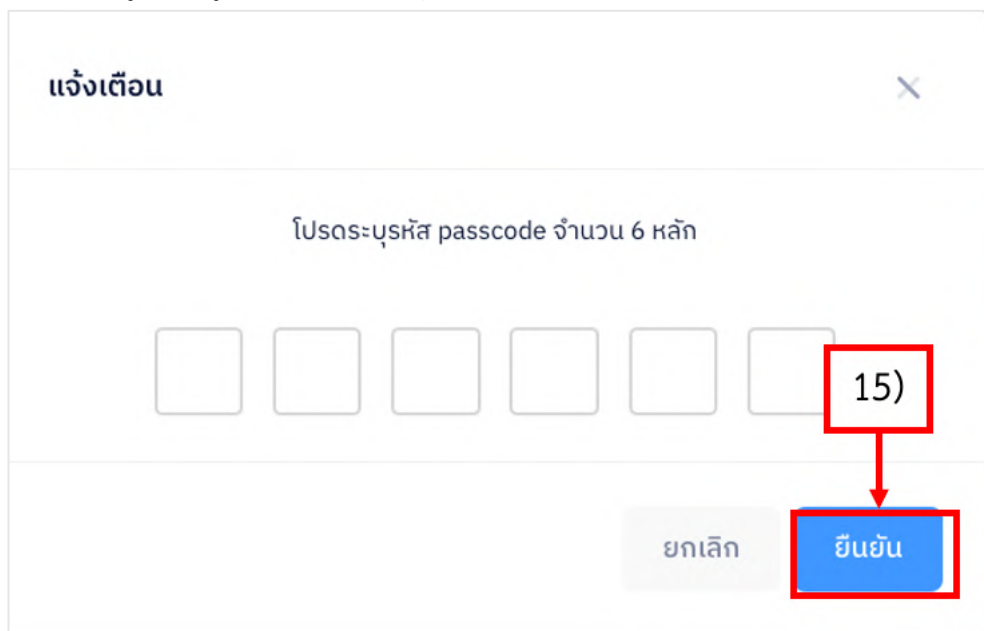 แจ้งเตือน
โปรดระบุรหัส passcode จำนวน 6 หลัก
15)
ยกเลิก
ยืนยัน